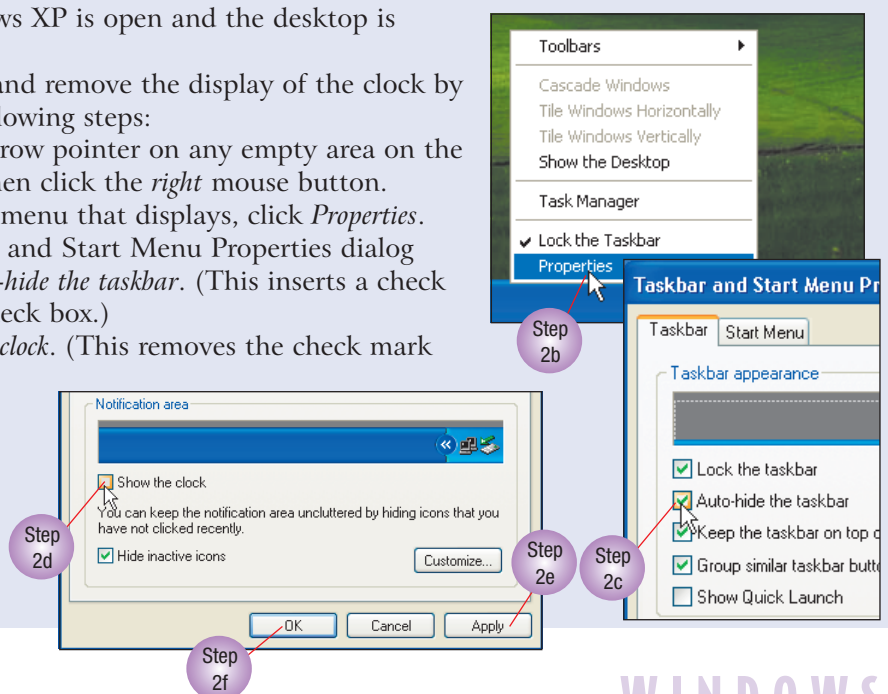 ws XP is open and the desktop is
and remove the display of the clock by
lowing steps:
row pointer on any empty area on the
hen click the right mouse button.
menu that displays, click Properties.
and Start Menu Properties dialog
-hide the taskbar. (This inserts a check
eck box.)
clock. (This removes the check mark
Toolbars
Cascade Windows
Tile Windows Horizontally
Tile Windows Vertically
Show the Desktop
Task Manager
Lock the Taskbar
Properties
Step
2b
Taskbar and Start Menu Pr
Taskbar
Start Menu
Taskbar appearance
Lock the taskbar
Auto-hide the taskbar
Keep the taskbar on top o
Group similar taskbar butt
Show Quick Launch
Step
2c
Notification area
Show the clock
You can keep the notification area uncluttered by hiding icons that you
have not clicked recently.
Hide inactive icons
Customize...
Step
2d
Step
2e
OK
Cancel
Apply
Step
2f
WINDOWS